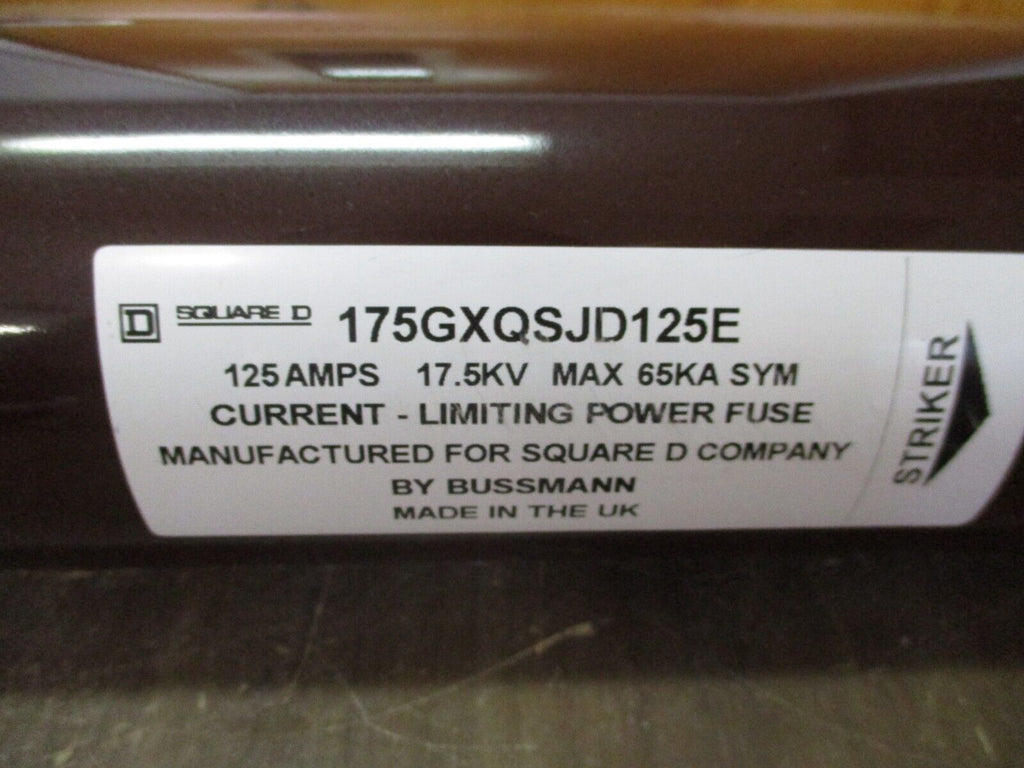 D SQUARE D 175GXQSJD125E
125 AMPS 17.5KV MAX 65KA SYM
CURRENT - LIMITING POWER FUSE
MANUFACTURED FOR SQUARE D COMPANY
BY BUSSMANN
MADE IN THE UK
STRIKER